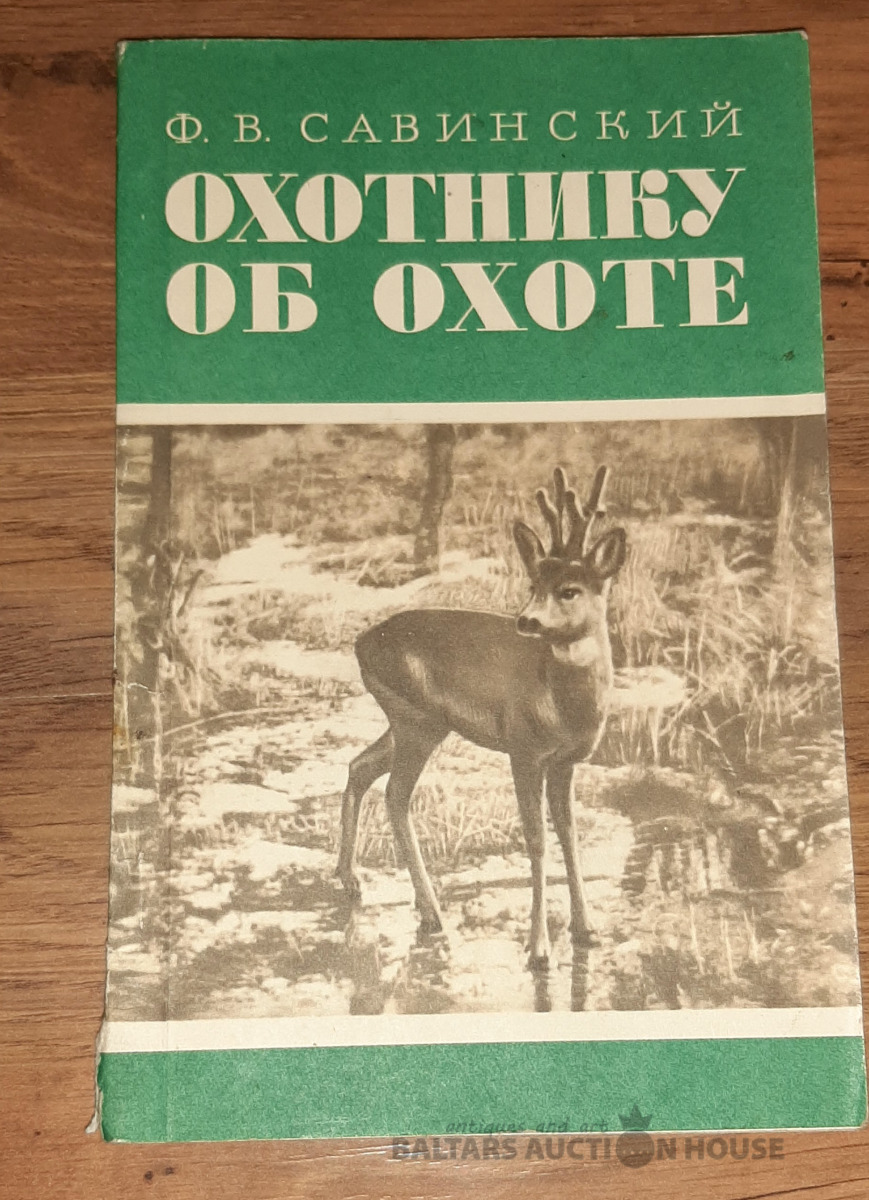 Ф. В. САВИНСКИЙ
ОХОТНИКУ
ОБ ОХОТЕ
antiques and art
BALTARS AUCTION HOUSE